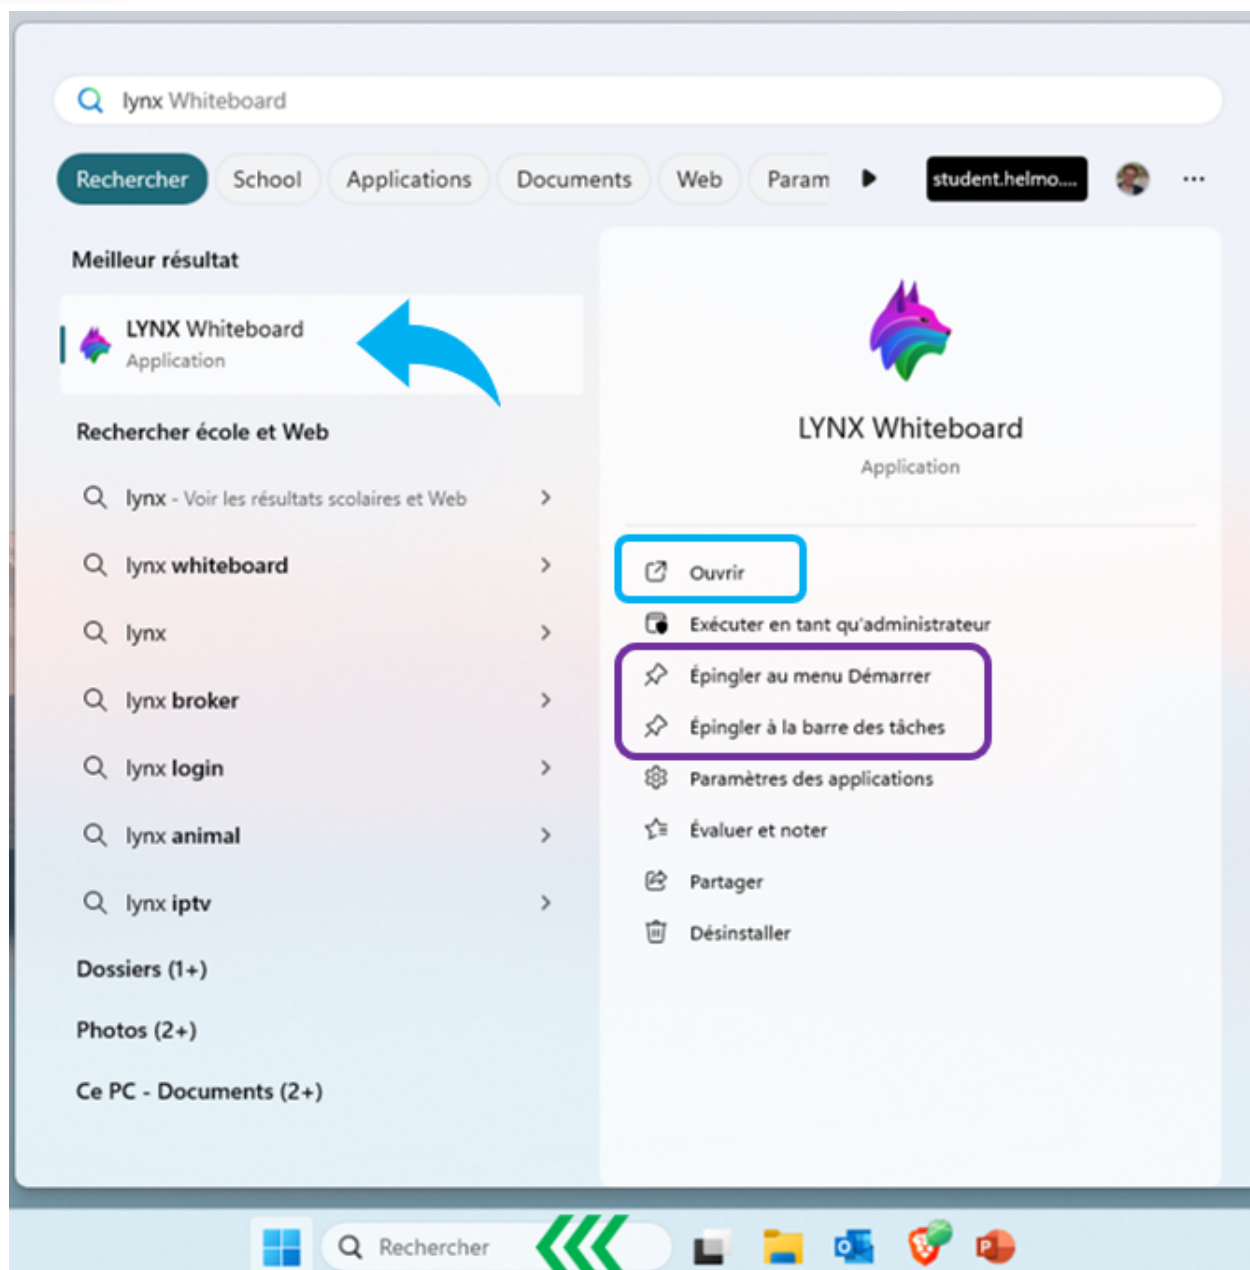 lynx Whiteboard
Rechercher School Applications Documents Web Param student.helmo....
Meilleur résultat
LYNX Whiteboard
Application
Rechercher école et Web
lynx - Voir les résultats scolaires et Web
lynx whiteboard
lynx
lynx broker
lynx login
lynx animal
lynx iptv
Dossiers (1+)
Photos (2+)
Ce PC - Documents (2+)
LYNX Whiteboard
Application
Ouvrir
Exécuter en tant qu'administrateur
Épingler au menu Démarrer
Épingler à la barre des tâches
Paramètres des applications
Évaluer et noter
Partager
Désinstaller
Rechercher